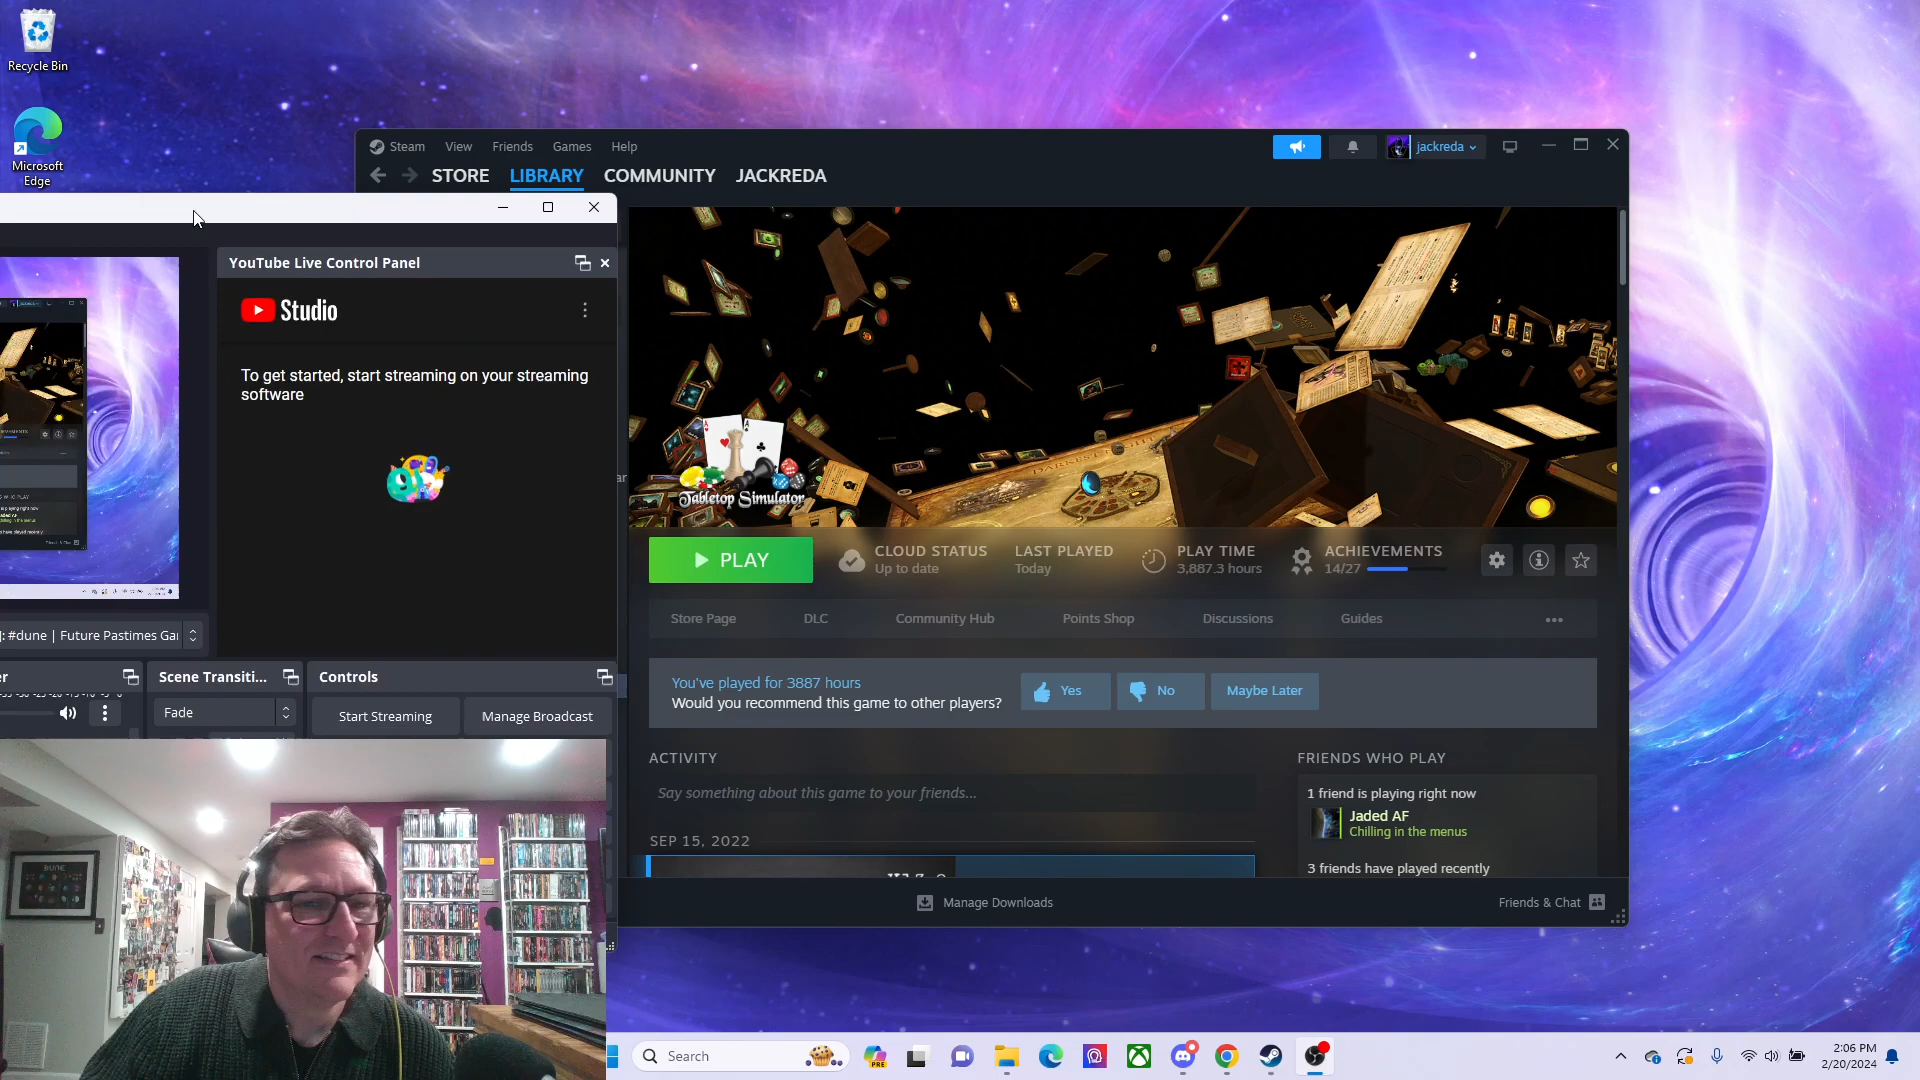 Recycle Bin
Microsoft
Edge
Steam View Friends Games Help
jackreda
STORE LIBRARY COMMUNITY JACKREDA
YouTube Live Control Panel
Studio
To get started, start streaming on your streaming
software
#dune | Future Pastimes Gar
Scene Transiti...
Controls
Fade
Start Streaming
Manage Broadcast
Tabletop Simulator
PLAY
CLOUD STATUS
Up to date
LAST PLAYED
Today
PLAY TIME
3,887.3 hours
ACHIEVEMENTS
14/27
Store Page DLC Community Hub Points Shop Discussions Guides
You've played for 3887 hours
Would you recommend this game to other players?
Yes
No
Maybe Later
ACTIVITY
Say something about this game to your friends...
SEP 15, 2022
FRIENDS WHO PLAY
1 friend is playing right now
Jaded AF
Chilling in the menus
3 friends have played recently
Manage Downloads
Friends & Chat
DUNE
Search
PRE
2:06 PM
2/20/2024